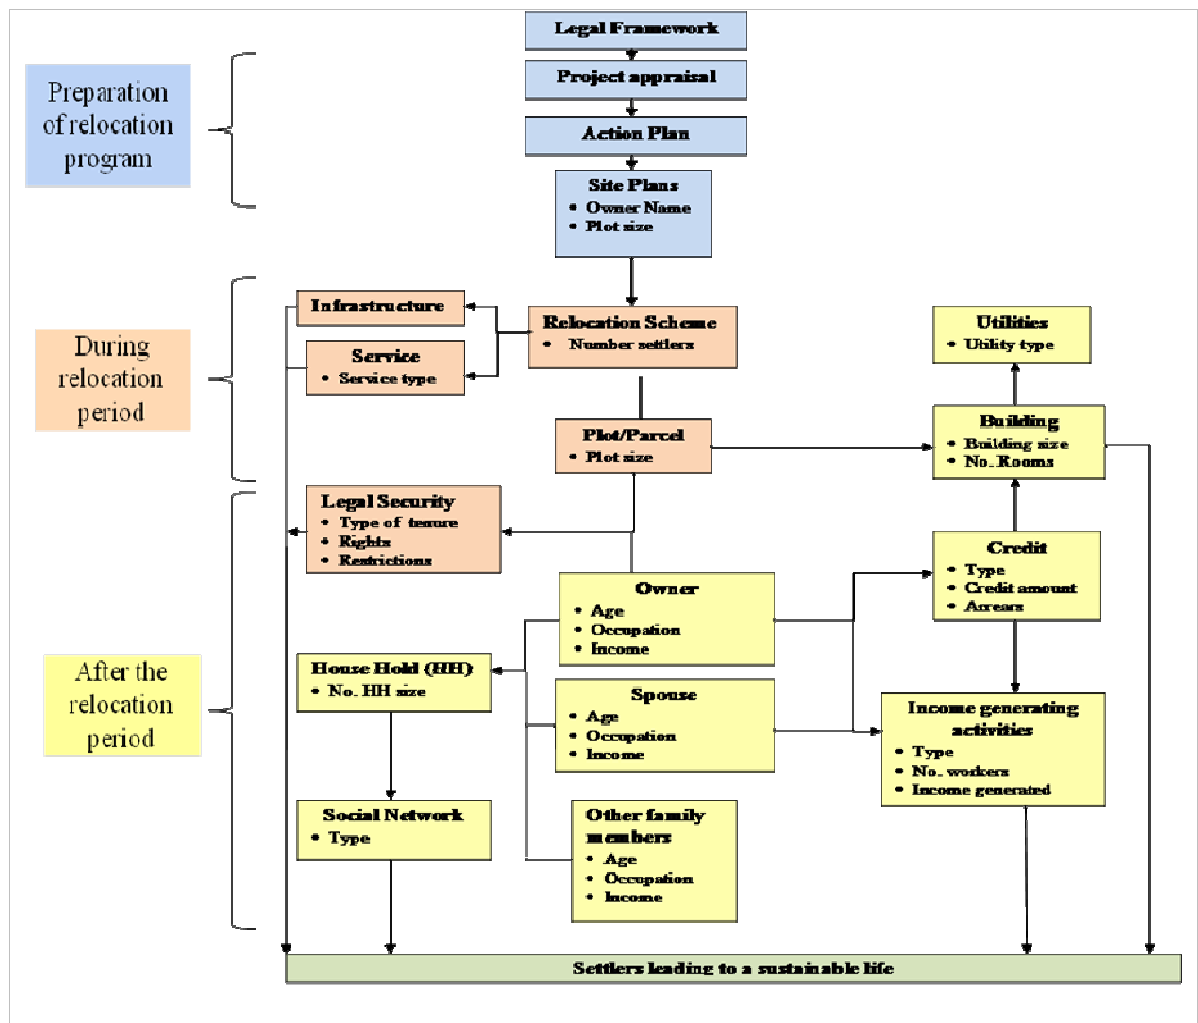 Legal Framework
Project appraisal
Action Plan
Site Plans
• Owner Name
• Plot size
Preparation
of relocation
program
Infrastructure
Service
• Service type
Relocation Scheme
• Number settlers
Utilities
• Utility type
During
relocation
period
Plot/Parcel
• Plot size
Building
• Building size
• No. Rooms
Legal Security
• Type of tenure
• Rights
• Restrictions
Credit
• Type
• Credit amount
• Arrears
Owner
• Age
• Occupation
• Income
After the
relocation
period
House Hold (HH)
• No. HH size
Spouse
• Age
• Occupation
• Income
Income generating
activities
• Type
• No. workers
• Income generated
Social Network
• Type
Other family
members
• Age
• Occupation
• Income
Settlers leading to a sustainable life